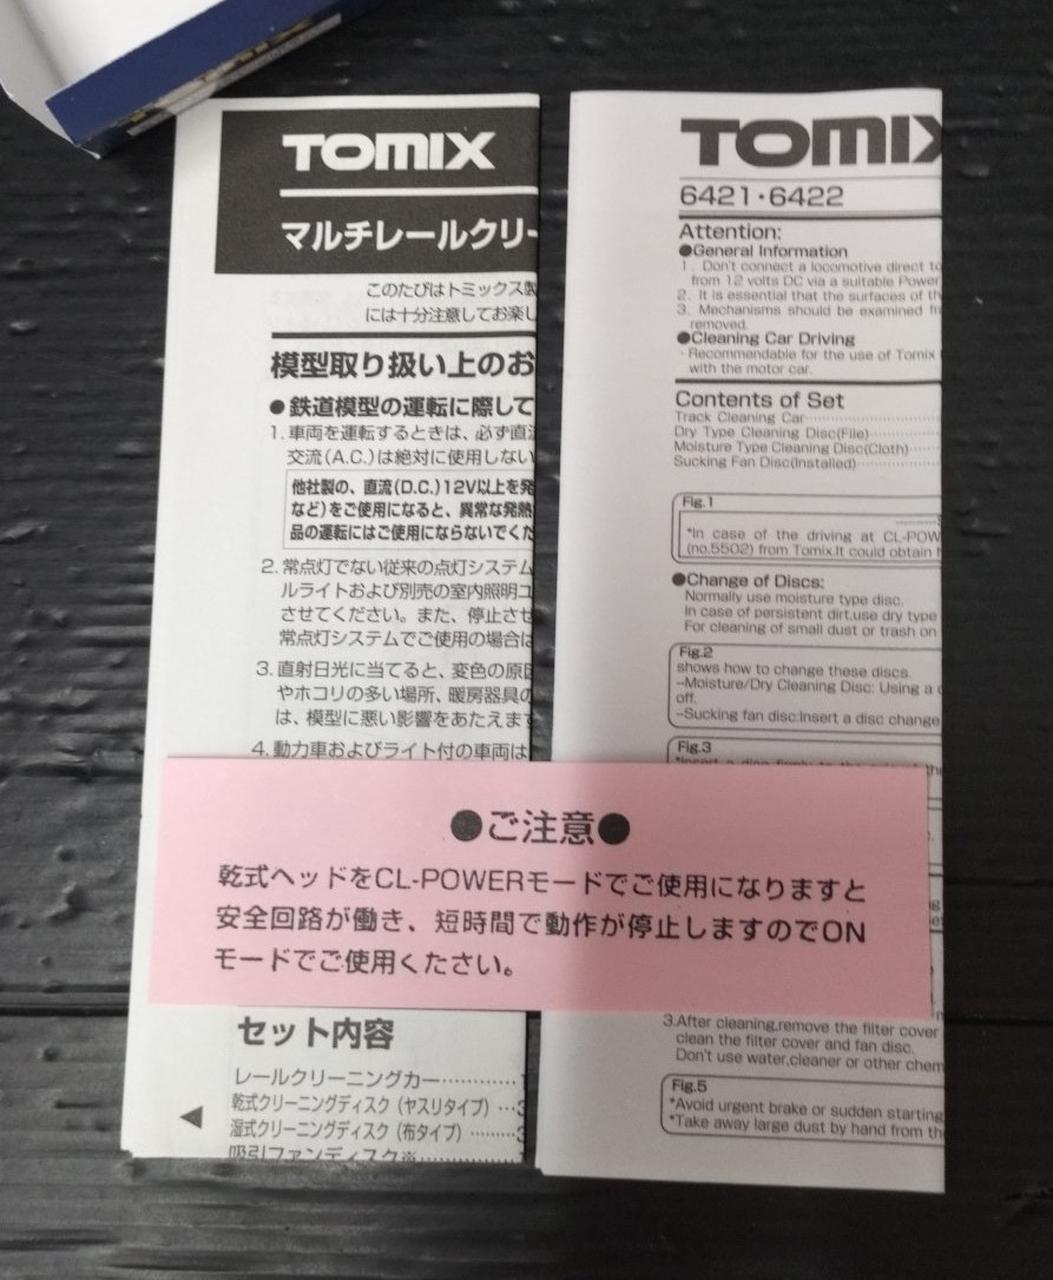 TOMIX
マルチレールクリー
このたびはトミックス製
には十分注意してお楽し
模型取り扱い上のお
●鉄道模型の運転に際して
1.車両を運転するときは、必ず直流
交流(A.C.)は絶対に使用しない
他社製の、直流(D.C.)12V以上を発
など)をご使用になると、異常な発熱
品の運転にはご使用にならないでくた
2.常点灯でない従来の点灯システム
ルライトおよび別売の室内照明ユ
させてください。また、停止させ
常点灯システムでご使用の場合は
3.直射日光に当てると、変色の原因
やホコリの多い場所、暖房器具の
は、模型に悪い影響をあたえます
4.動力車およびライト付の車両は
●ご注意●
乾式ヘッドをCL-POWERモードでご使用になりますと
安全回路が働き、短時間で動作が停止しますのでON
モードでご使用ください。
セット内容
レールクリーニングカー…………1
乾式クリーニングディスク(ヤスリタイプ)…3
湿式クリーニングディスク(布タイプ)………3
吸引ファンディスク※
TOMIX
6421・6422
Attention:
●General Information
1. Don't connect a locomotive direct to
from 12 volts DC via a suitable Power
2. It is essential that the surfaces of th
3. Mechanisms should be examined fr
removed.
●Cleaning Car Driving
・Recommendable for the use of Tomix
with the motor car.
Contents of Set
Track Cleaning Car
Dry Type Cleaning Disc(File)
Moisture Type Cleaning Disc(Cloth)
Sucking Fan Disc(Installed)
Fig.1
*In case of the driving at CL-POW
(no.5502) from Tomix.It could obtain
●Change of Discs:
Normally use moisture type disc.
In case of persistent dirt,use dry type
For cleaning of small dust or trash on
Fig.2
shows how to change these discs.
–Moisture/Dry Cleaning Disc: Using a
off.
–Sucking fan disc:Insert a disc change
Fig.3
3.After cleaning,remove the filter cover
clean the filter cover and fan disc.
Don't use water,cleaner or other chem
Fig.5
*Avoid urgent brake or sudden starting
*Take away large dust by hand from th